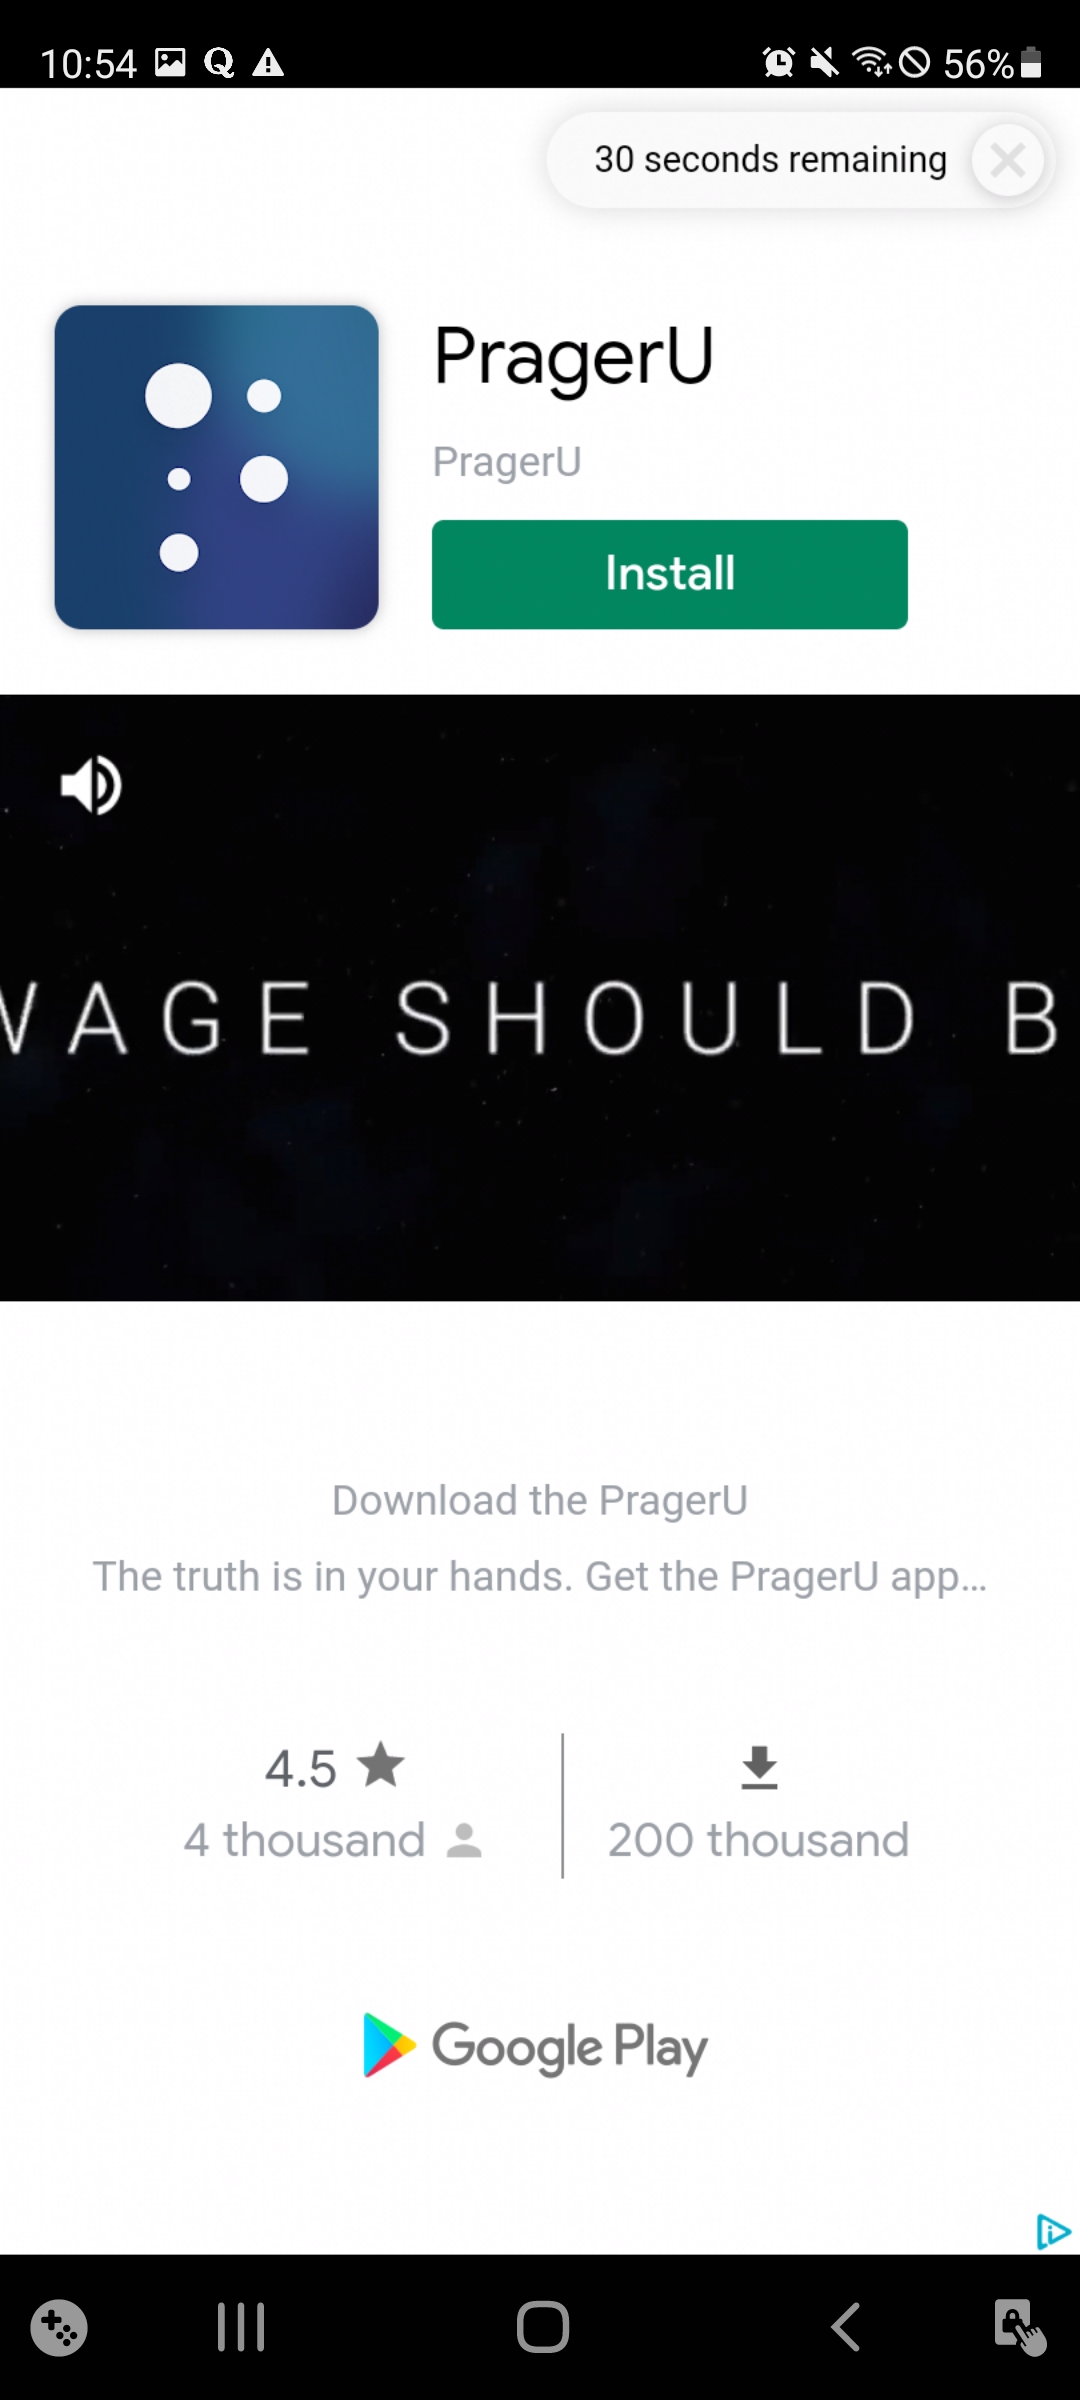 10:54 Q 56%
30 seconds remaining
PragerU
PragerU
Install
VAGE SHOULD B
Download the PragerU
The truth is in your hands. Get the PragerU app...
4.5
4 thousand
200 thousand
Google Play